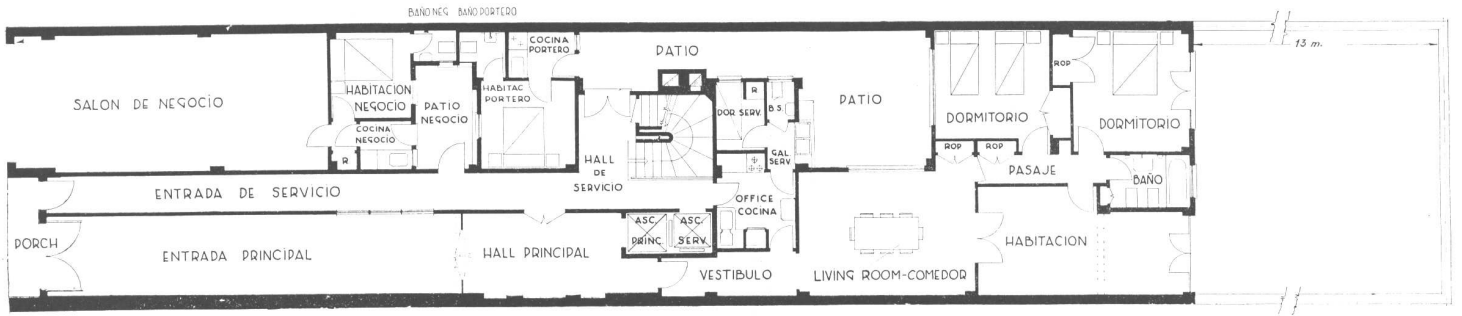 BAÑO NEG.
BAÑO PORTERO
SALON DE NEGOCIO
HABITACION
NEGOCIO
COCINA
NEGOCIO
R
PATIO
NEGOCIO
HABITAC
PORTERO
COCINA
PORTERO
PATIO
HALL
DE
SERVICIO
DOR. SERV.
R
B.S.
GAL
SERV.
PATIO
DORMITORIO
ROP
DORMITORIO
13 m.
ROP
ROP
PASAJE
BAÑO
ENTRADA DE SERVICIO
OFFICE
COCINA
PORCH
ENTRADA PRINCIPAL
HALL PRINCIPAL
ASC.
PRINC.
ASC.
SERV.
VESTIBULO
LIVING ROOM-COMEDOR
HABITACION